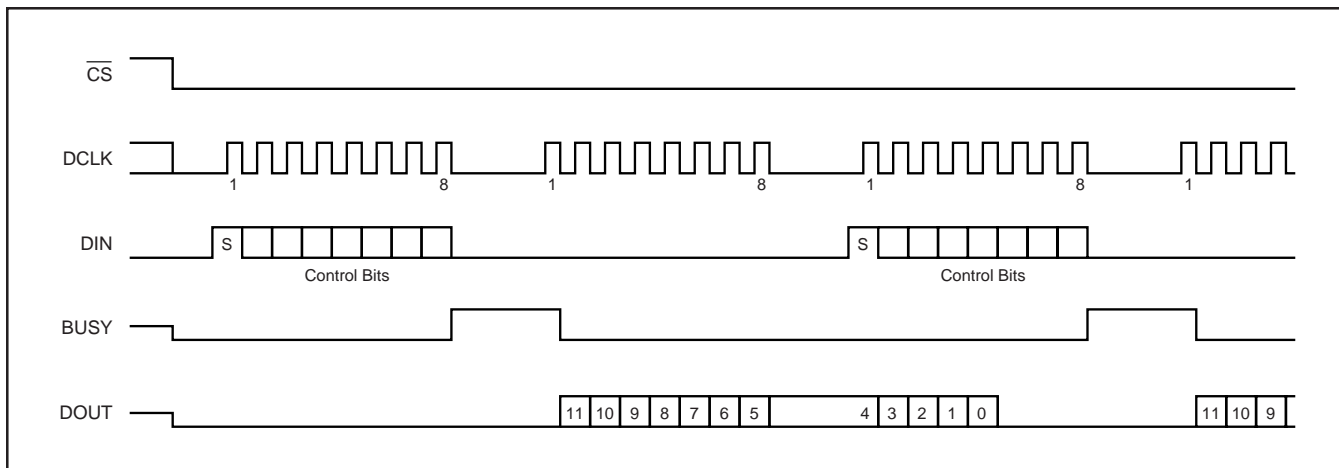 CS
DCLK
1 8 1 8 1 8 1
DIN
S S
Control Bits Control Bits
BUSY
DOUT
11 10 9 8 7 6 5 4 3 2 1 0 11 10 9